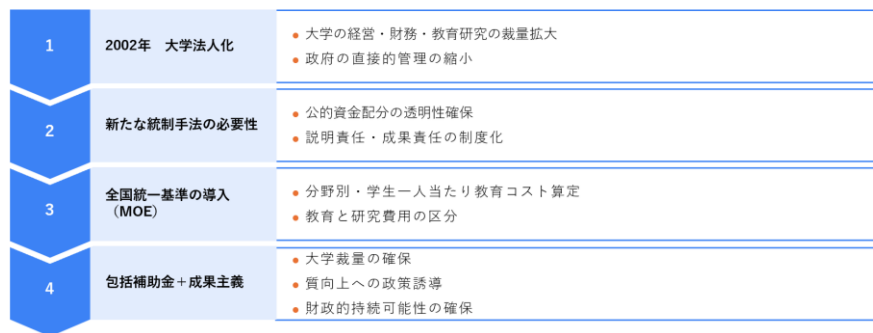 1
2002年　大学法人化
• 大学の経営・財務・教育研究の裁量拡大
• 政府の直接的管理の縮小
2
新たな統制手法の必要性
• 公的資金配分の透明性確保
• 説明責任・成果責任の制度化
3
全国統一基準の導入
（MOE）
• 分野別・学生一人当たり教育コスト算定
• 教育と研究費用の区分
4
包括補助金＋成果主義
• 大学裁量の確保
• 質向上への政策誘導
• 財政的持続可能性の確保